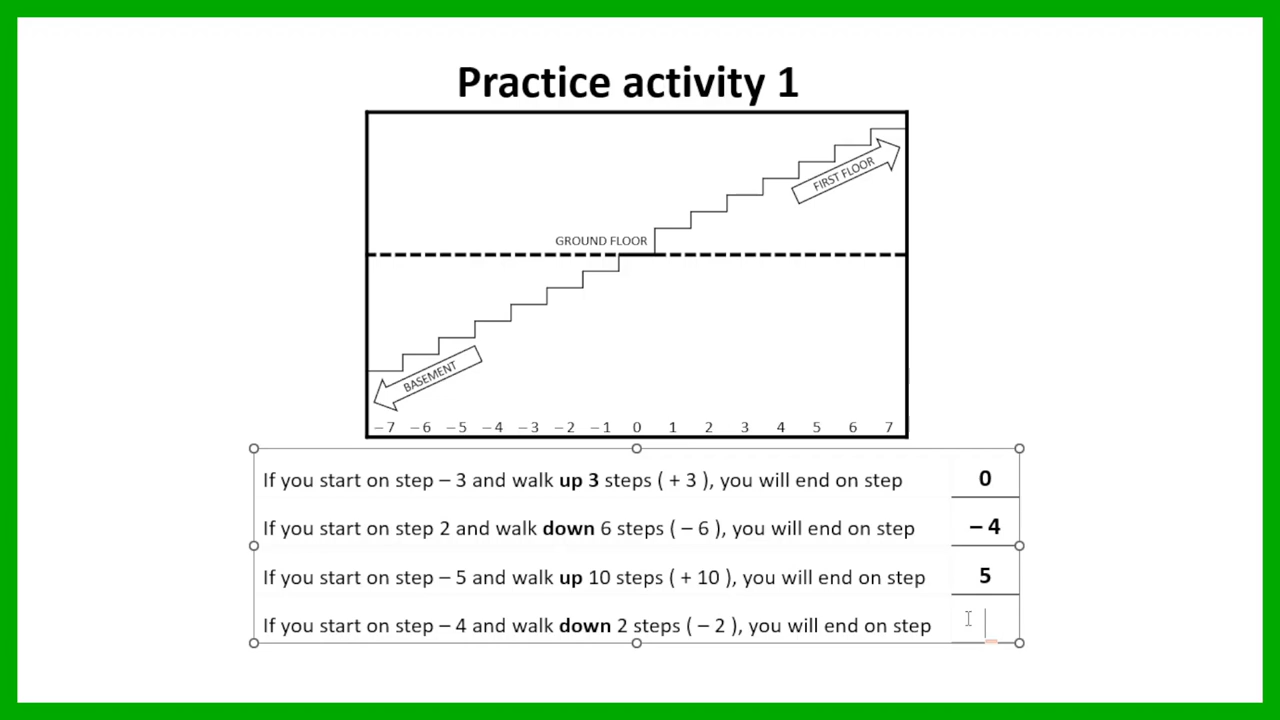 Practice activity 1
FIRST FLOOR
GROUND FLOOR
BASEMENT
– 7 – 6 – 5 – 4 – 3 – 2 – 1 0 1 2 3 4 5 6 7
If you start on step – 3 and walk up 3 steps ( + 3 ), you will end on step 0
If you start on step 2 and walk down 6 steps ( – 6 ), you will end on step – 4
If you start on step – 5 and walk up 10 steps ( + 10 ), you will end on step 5
If you start on step – 4 and walk down 2 steps ( – 2 ), you will end on step